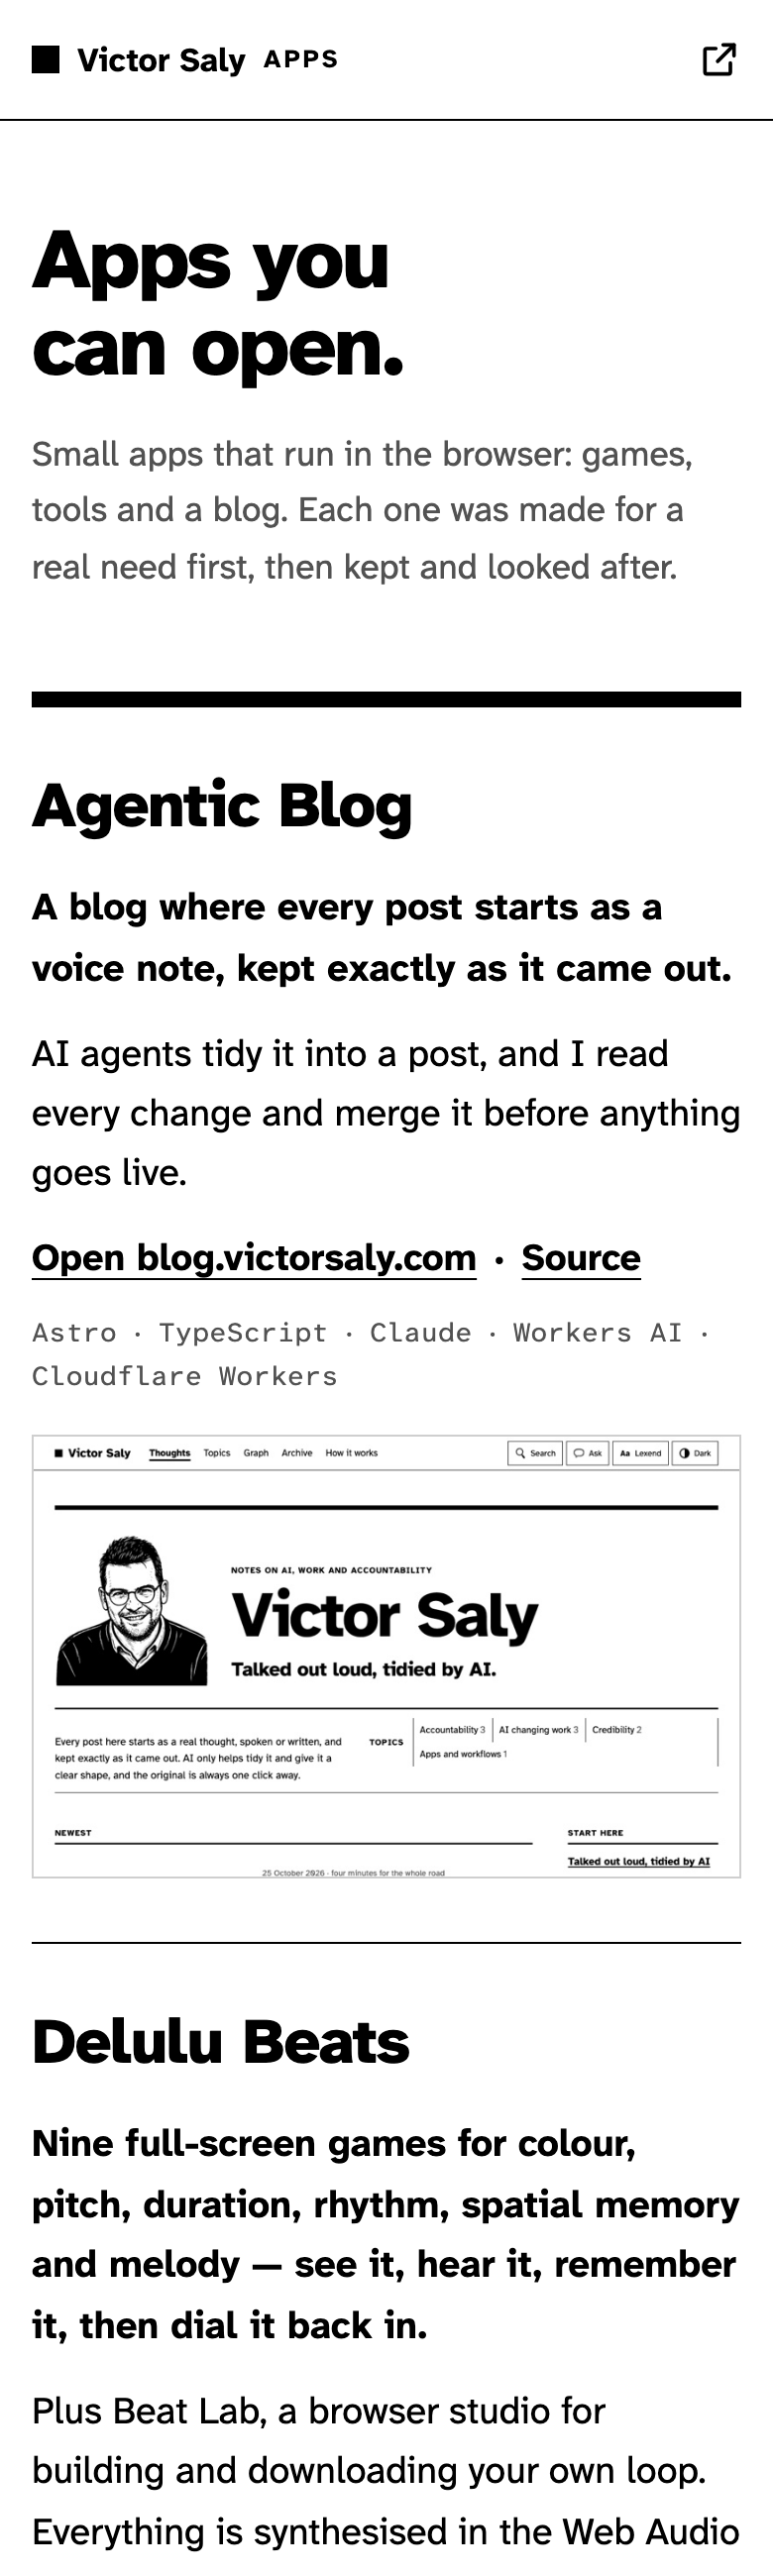 Victor Saly APPS
Apps you
can open.
Small apps that run in the browser: games,
tools and a blog. Each one was made for a
real need first, then kept and looked after.
Agentic Blog
A blog where every post starts as a
voice note, kept exactly as it came out.
AI agents tidy it into a post, and I read
every change and merge it before anything
goes live.
Open blog.victorsaly.com · Source
Astro · TypeScript · Claude · Workers AI ·
Cloudflare Workers
Victor Saly Thoughts Topics Graph Archive How it works Search Ask Aa Lexend Dark
NOTES ON AI, WORK AND ACCOUNTABILITY
Victor Saly
Talked out loud, tidied by AI.
Every post here starts as a real thought, spoken or written, and
kept exactly as it came out. AI only helps tidy it and give it a
clear shape, and the original is always one click away.
TOPICS
Accountability 3 AI changing work 3 Credibility 2
Apps and workflows 1
NEWEST
25 October 2026 · four minutes for the whole road
START HERE
Talked out loud, tidied by AI
Delulu Beats
Nine full-screen games for colour,
pitch, duration, rhythm, spatial memory
and melody — see it, hear it, remember
it, then dial it back in.
Plus Beat Lab, a browser studio for
building and downloading your own loop.
Everything is synthesised in the Web Audio